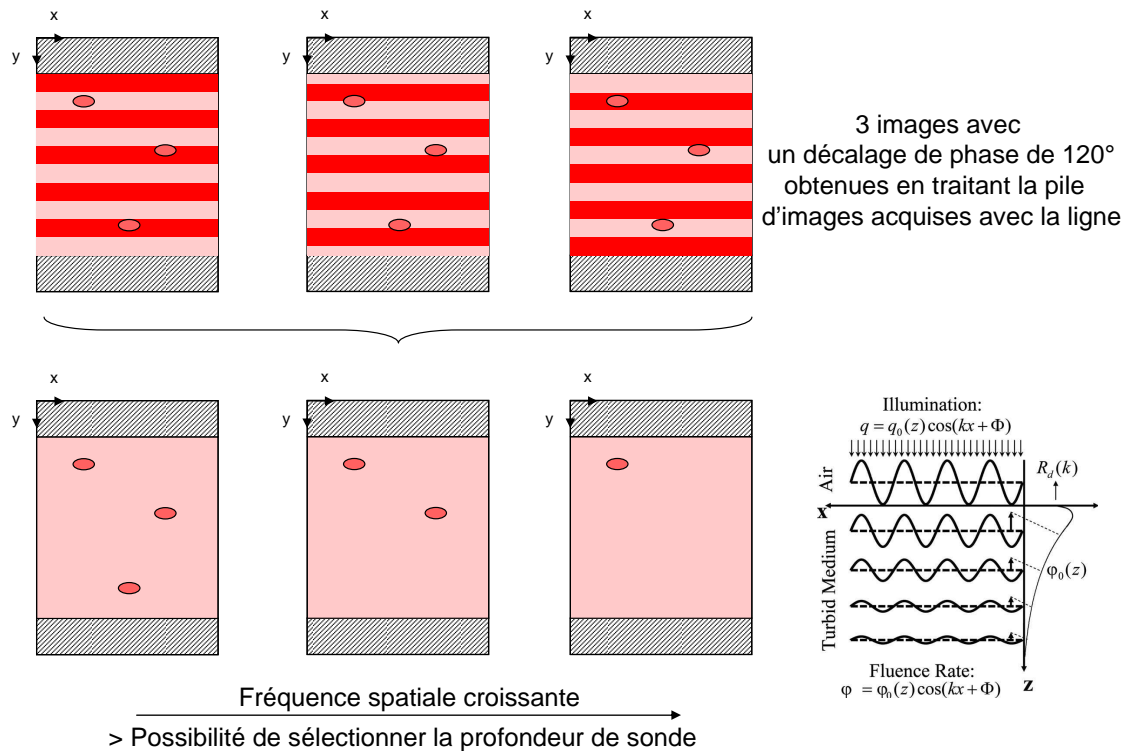 x
y
x
y
x
y
3 images avec
un décalage de phase de 120°
obtenues en traitant la pile
d'images acquises avec la ligne
x
y
x
y
x
y
Illumination:
q = q₀(z)cos(kx + Φ)
Air
R_d(k)
x
Turbid Medium
φ₀(z)
Fluence Rate:
φ = φ₀(z)cos(kx + Φ)
z
Fréquence spatiale croissante
> Possibilité de sélectionner la profondeur de sonde